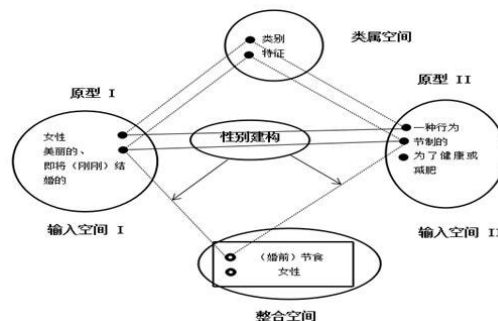 类别
特征
类属空间
原型 I
原型 II
女性
美丽的、
即将（刚刚）结
婚的
性别建构
一种行为
节制的
为了健康或
减肥
输入空间 I
输入空间 II
（婚前）节食
女性
整合空间